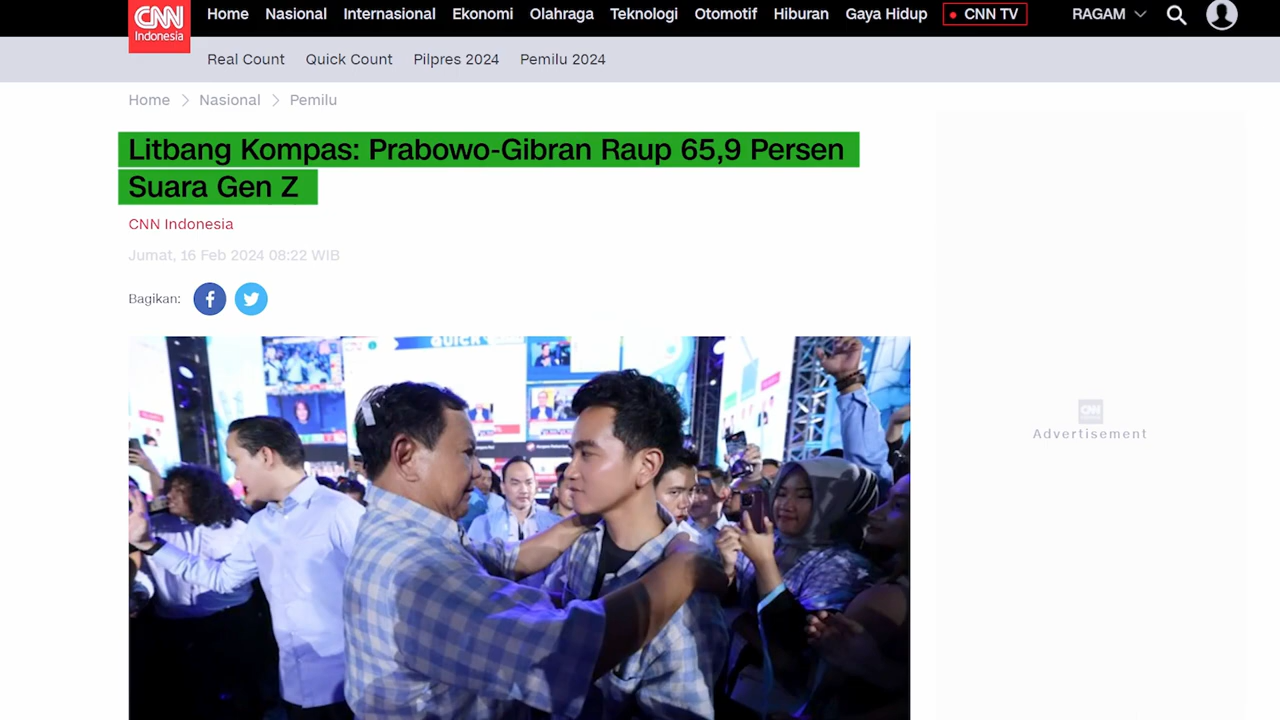 CNN
Indonesia
Home Nasional Internasional Ekonomi Olahraga Teknologi Otomotif Hiburan Gaya Hidup CNN TV RAGAM
Real Count Quick Count Pilpres 2024 Pemilu 2024
Home Nasional Pemilu
Litbang Kompas: Prabowo-Gibran Raup 65,9 Persen
Suara Gen Z
CNN Indonesia
Jumat, 16 Feb 2024 08:22 WIB
Bagikan:
QUICK
CNN
Advertisement